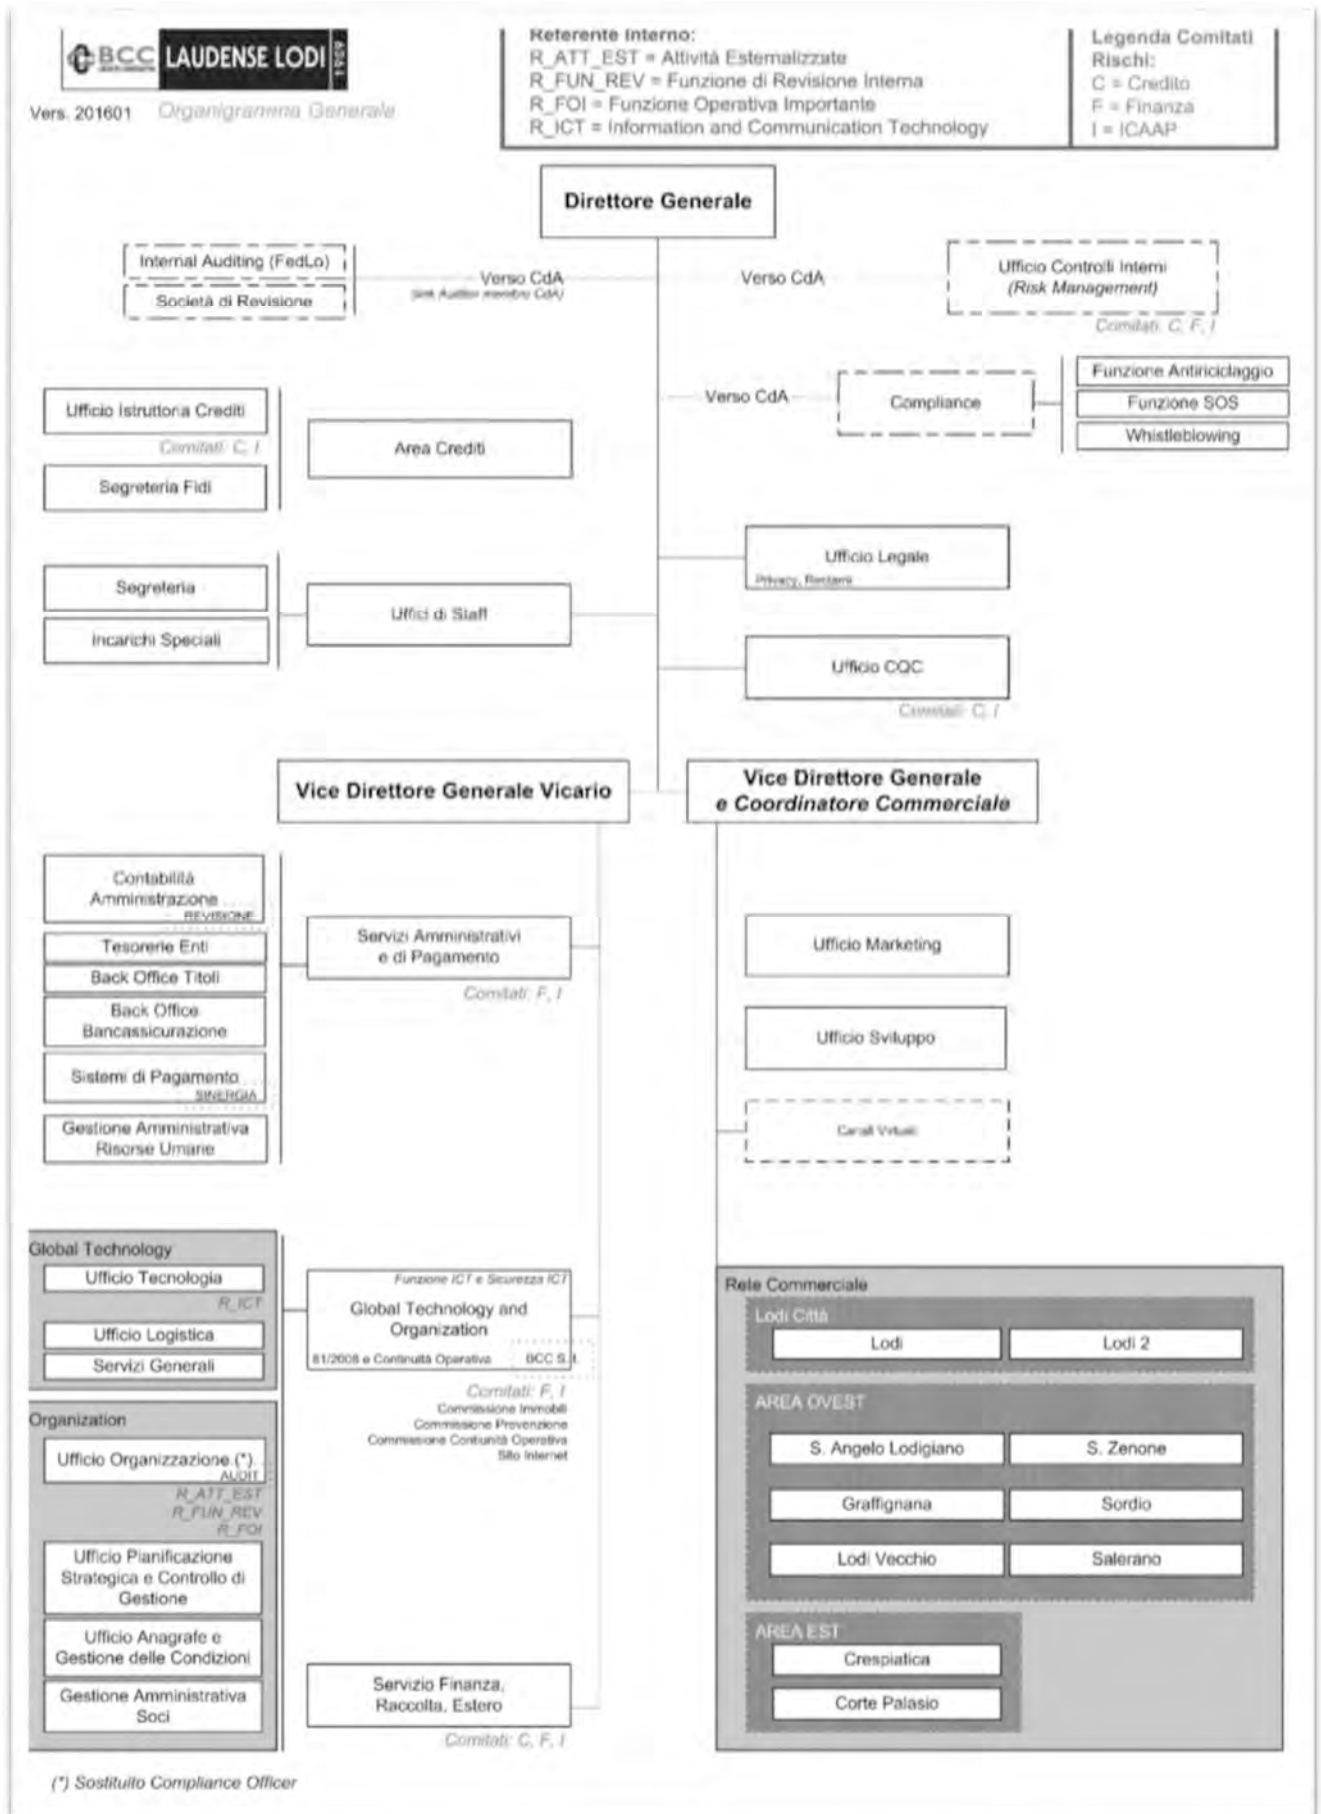 BCC LAUDENSE LODI 1909
Vers. 201601 Organigramma Generale
Referente Interno:
R_ATT_EST = Attività Esternalizzate
R_FUN_REV = Funzione di Revisione Interna
R_FOI = Funzione Operativa Importante
R_ICT = Information and Communication Technology
Legenda Comitati
Rischi:
C = Credito
F = Finanza
I = ICAAP
Direttore Generale
Internal Auditing (FedLo)
Società di Revisione
Verso CdA
(link Auditor membro CdA)
Verso CdA
Ufficio Controlli Interni
(Risk Management)
Comitati: C, F, I
Verso CdA
Compliance
Funzione Antiriciclaggio
Funzione SOS
Whistleblowing
Ufficio Istruttoria Crediti
Comitati: C, I
Segreteria Fidi
Area Crediti
Ufficio Legale
Privacy, Reclami
Segreteria
Incarichi Speciali
Uffici di Staff
Ufficio CQC
Comitati: C, I
Vice Direttore Generale Vicario
Vice Direttore Generale
e Coordinatore Commerciale
Contabilità
Amministrazione
REVISIONE
Tesorerie Enti
Back Office Titoli
Back Office
Bancassicurazione
Sistemi di Pagamento
SINERGIA
Gestione Amministrativa
Risorse Umane
Servizi Amministrativi
e di Pagamento
Comitati: F, I
Ufficio Marketing
Ufficio Sviluppo
Canali Virtuali
Global Technology
Ufficio Tecnologia
R_ICT
Ufficio Logistica
Servizi Generali
Funzione ICT e Sicurezza ICT
Global Technology and
Organization
81/2008 e Continuità Operativa BCC S.I.
Comitati: F, I
Commissione Immobili
Commissione Prevenzione
Commissione Continuità Operativa
Sito Internet
Organization
Ufficio Organizzazione (*)
AUDIT
R_ATT_EST
R_FUN_REV
R_FOI
Ufficio Pianificazione
Strategica e Controllo di
Gestione
Ufficio Anagrafe e
Gestione delle Condizioni
Gestione Amministrativa
Soci
Servizio Finanza,
Raccolta, Estero
Comitati: C, F, I
Rete Commerciale
Lodi Città
Lodi
Lodi 2
AREA OVEST
S. Angelo Lodigiano
S. Zenone
Graffignana
Sordio
Lodi Vecchio
Salerano
AREA EST
Crespiatica
Corte Palasio
(*) Sostituito Compliance Officer